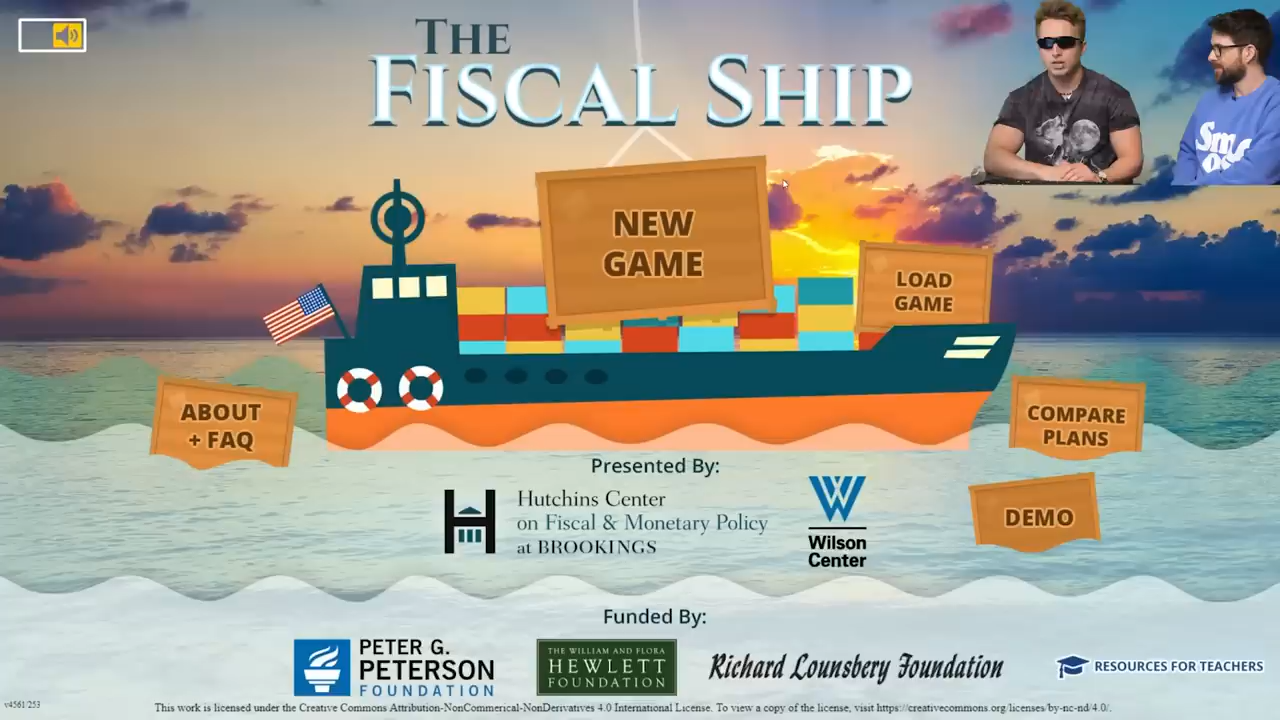 THE
FISCAL SHIP
NEW
GAME
LOAD
GAME
ABOUT
+ FAQ
COMPARE
PLANS
DEMO
Presented By:
Hutchins Center
on Fiscal & Monetary Policy
at BROOKINGS
Wilson
Center
Funded By:
PETER G.
PETERSON
FOUNDATION
THE WILLIAM AND FLORA
HEWLETT
FOUNDATION
Richard Lounsbery Foundation
RESOURCES FOR TEACHERS
v4561/253
This work is licensed under the Creative Commons Attribution-NonCommerical-NonDerivatives 4.0 International License. To view a copy of the license, visit https://creativecommons.org/licenses/by-nc-nd/4.0/.